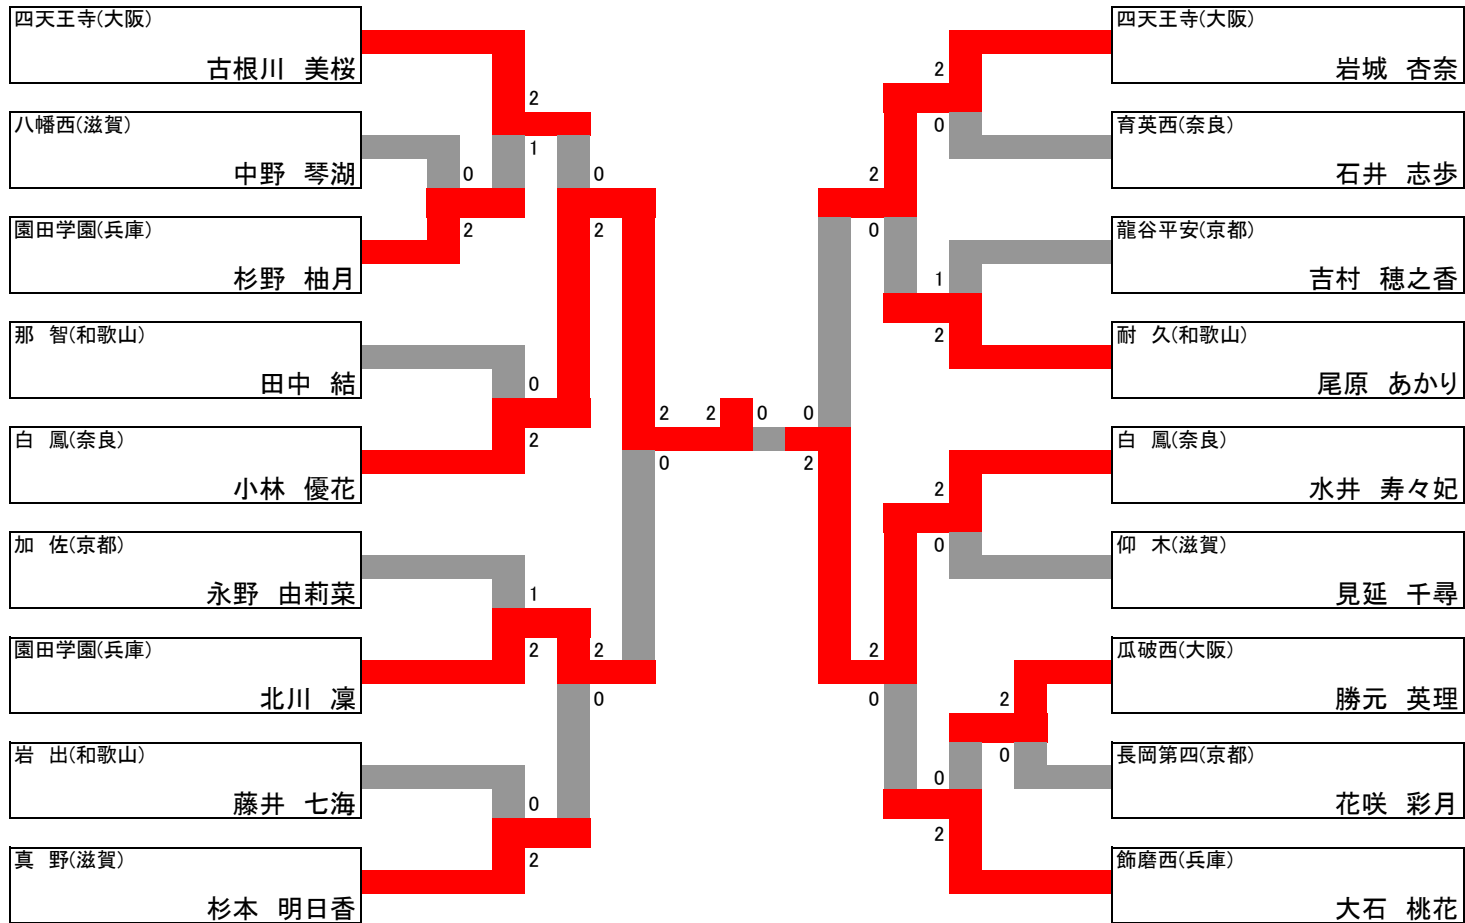 四天王寺(大阪)
古根川 美桜
八幡西(滋賀)
中野 琴湖
園田学園(兵庫)
杉野 柚月
那 智(和歌山)
田中 結
白 鳳(奈良)
小林 優花
加 佐(京都)
永野 由莉菜
園田学園(兵庫)
北川 凜
岩 出(和歌山)
藤井 七海
真 野(滋賀)
杉本 明日香
2
1
0
2
0
2
0
2
1
2
2
0
0
2
2
0
2
0
0
2
四天王寺(大阪)
岩城 杏奈
育英西(奈良)
石井 志歩
龍谷平安(京都)
吉村 穂之香
耐 久(和歌山)
尾原 あかり
白 鳳(奈良)
水井 寿々妃
仰 木(滋賀)
見延 千尋
瓜破西(大阪)
勝元 英理
長岡第四(京都)
花咲 彩月
飾磨西(兵庫)
大石 桃花
2
0
2
0
1
2
2
0
2
0
2
0
0
2